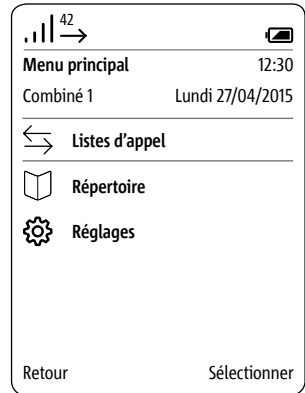 42
Menu principal 12:30
Combiné 1 Lundi 27/04/2015
Listes d’appel
Répertoire
Réglages
Retour Sélectionner